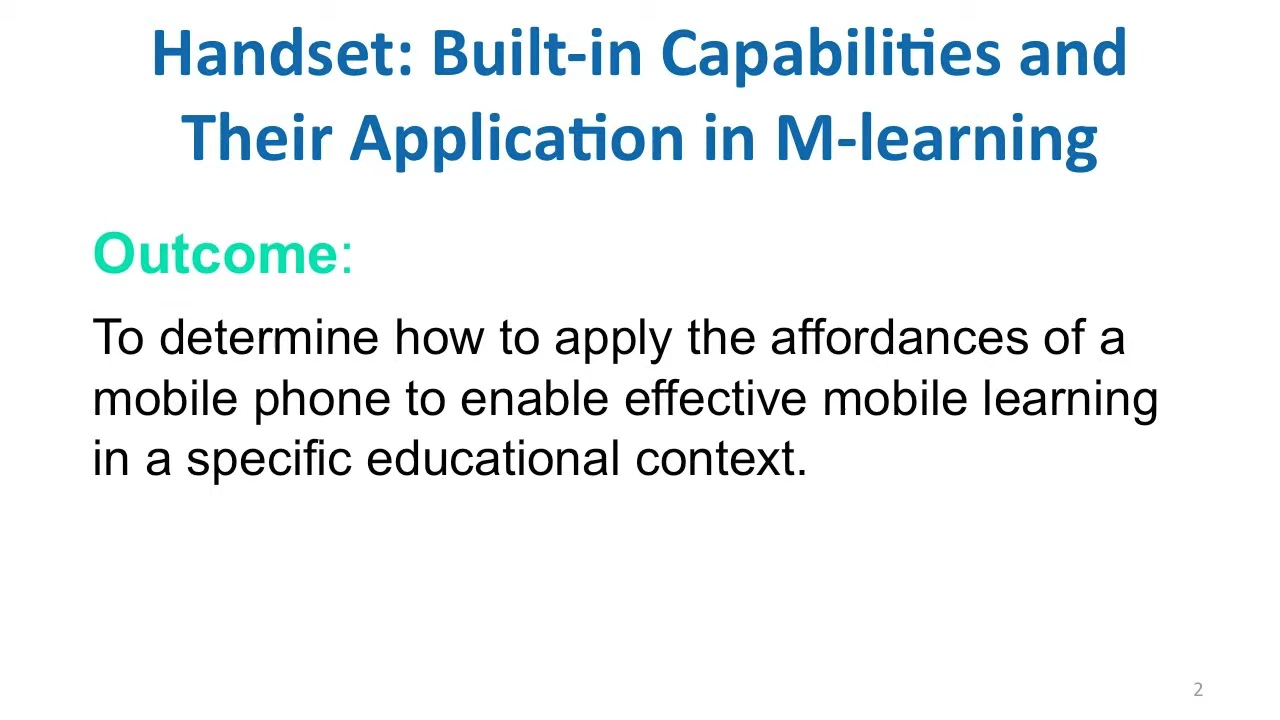 Handset: Built-in Capabilities and
Their Application in M-learning
Outcome:
To determine how to apply the affordances of a
mobile phone to enable effective mobile learning
in a specific educational context.
2